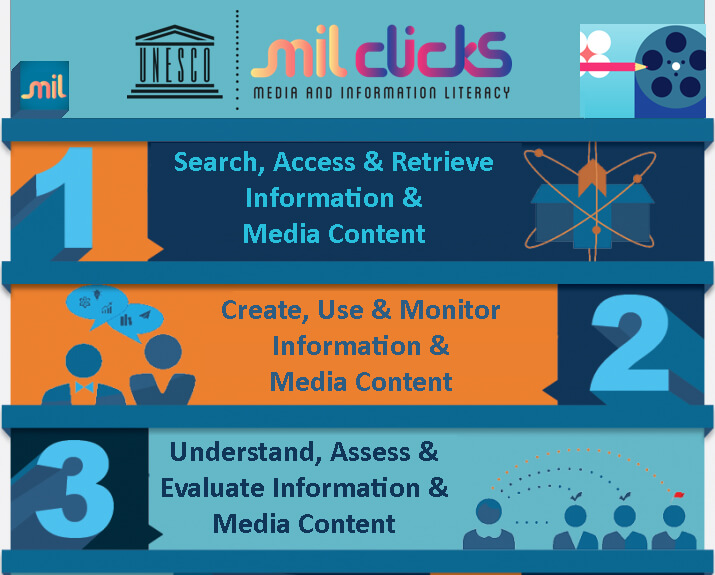 UNESCO
mil clicks
MEDIA AND INFORMATION LITERACY
mil
1
Search, Access & Retrieve
Information &
Media Content
Create, Use & Monitor
Information &
Media Content
2
3
Understand, Assess &
Evaluate Information &
Media Content